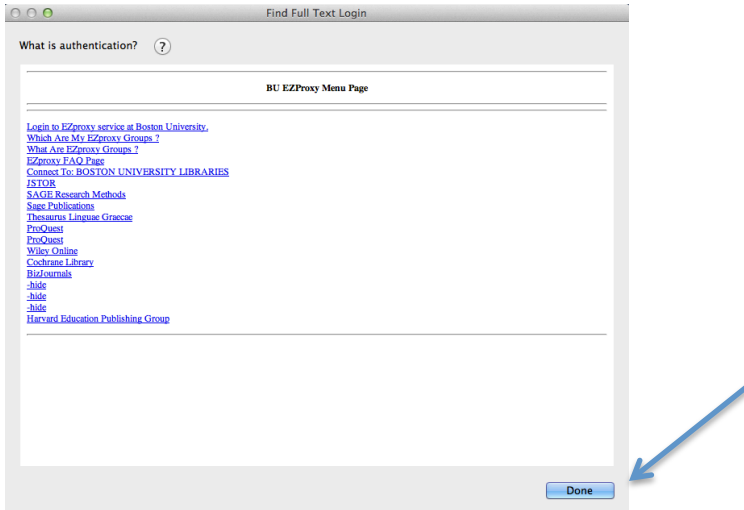 Find Full Text Login
What is authentication? ?
BU EZProxy Menu Page
Login to EZproxy service at Boston University.
Which Are My EZproxy Groups ?
What Are EZproxy Groups ?
EZproxy FAQ Page
Connect To: BOSTON UNIVERSITY LIBRARIES
JSTOR
SAGE Research Methods
Sage Publications
Thesaurus Linguae Graecae
ProQuest
ProQuest
Wiley Online
Cochrane Library
BizJournals
-hide
-hide
-hide
Harvard Education Publishing Group
Done